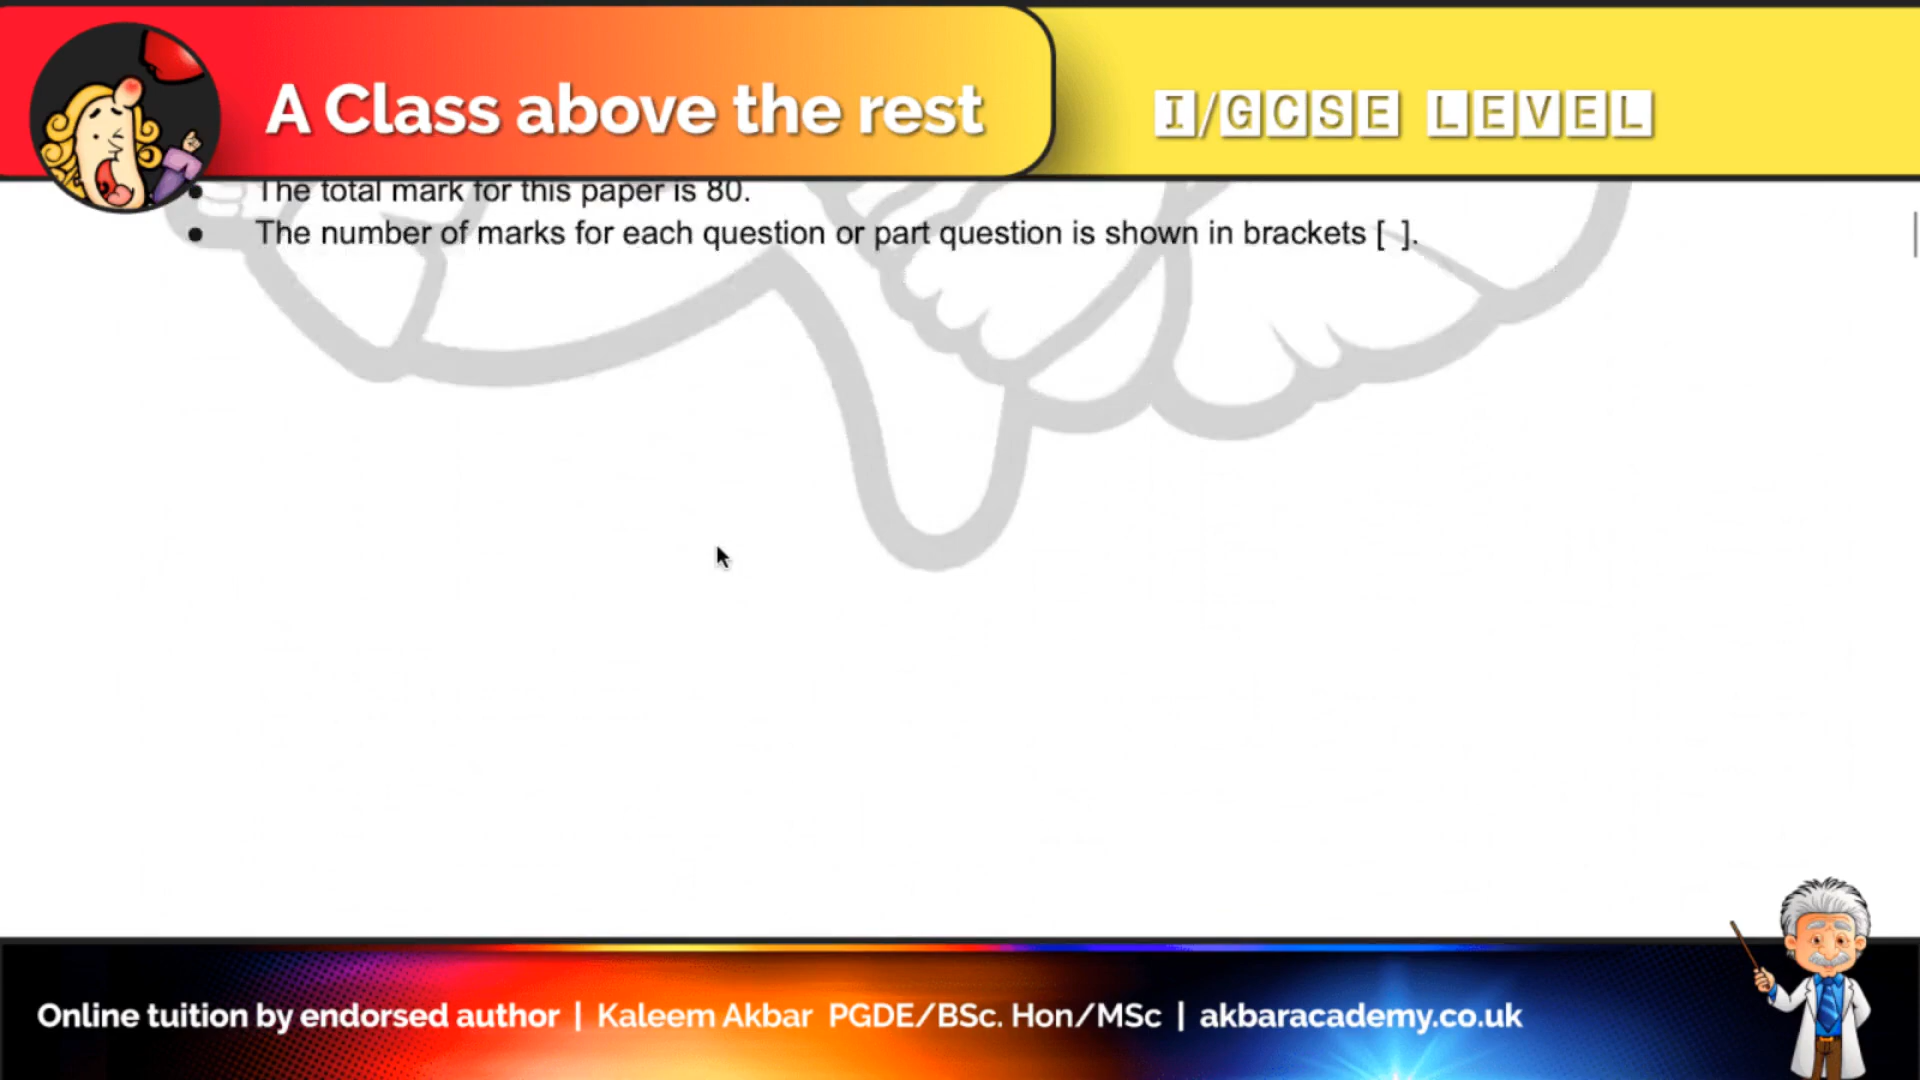 A Class above the rest
I/GCSE LEVEL
The total mark for this paper is 80.
The number of marks for each question or part question is shown in brackets [ ].
Online tuition by endorsed author | Kaleem Akbar PGDE/BSc. Hon/MSc | akbaracademy.co.uk